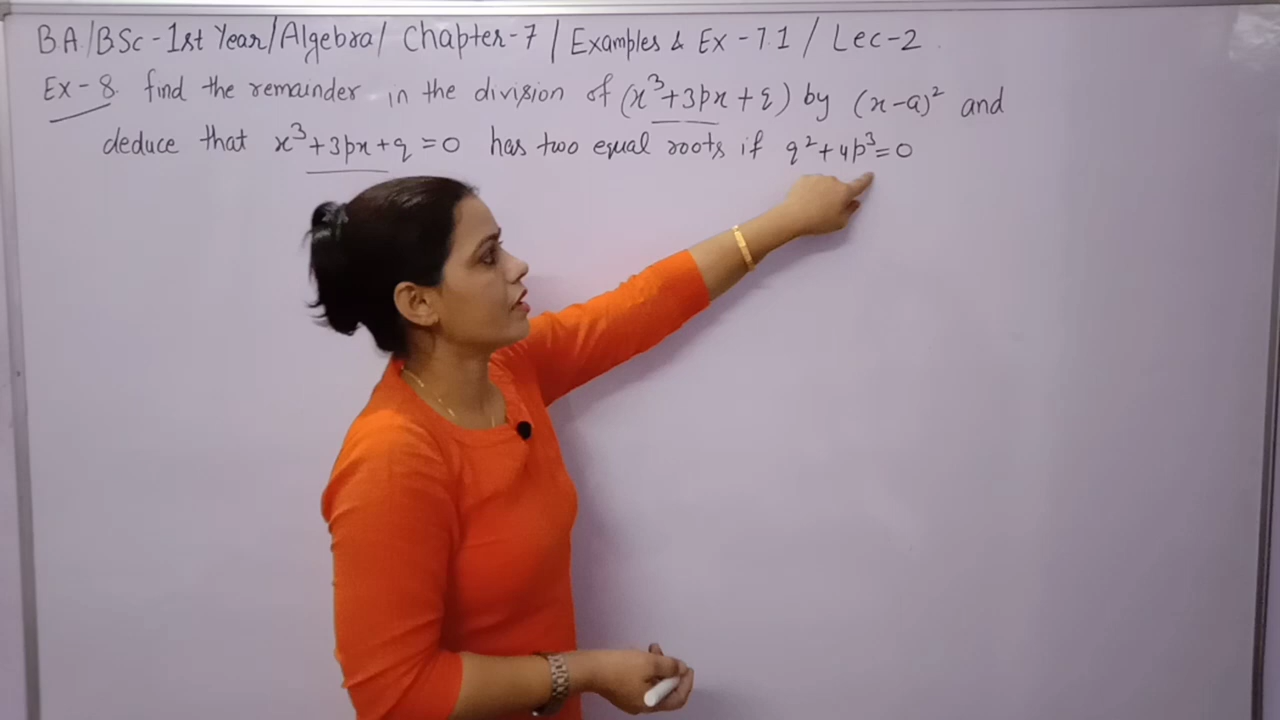 B.A/BSc - 1st Year/Algebra/ Chapter-7 / Examples & Ex - 7.1 / Lec-2
Ex - 8. find the remainder in the division of (x³+3px+q) by (x-a)² and
deduce that x³+3px+q=0 has two equal roots if q²+4p³=0